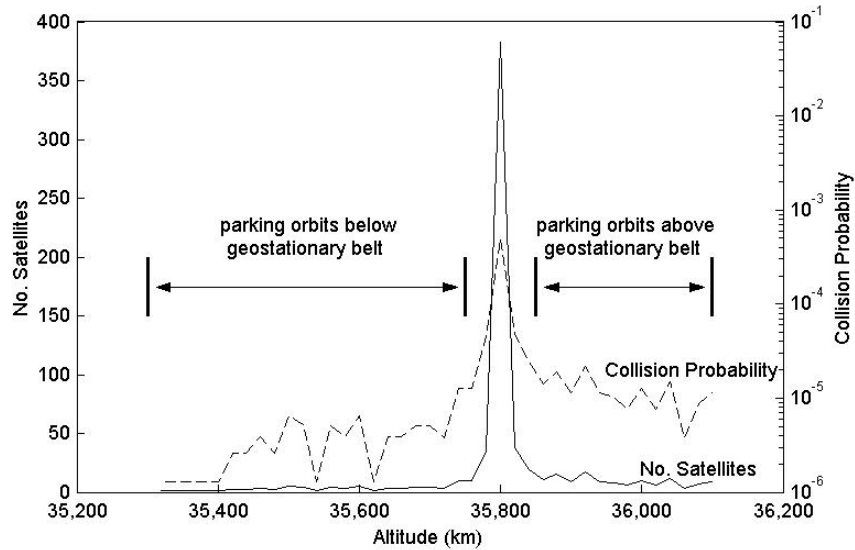 400
350
300
250
200
150
100
50
0
No. Satellites
10-1
10-2
10-3
10-4
10-5
10-6
Collision Probability
parking orbits below
geostationary belt
parking orbits above
geostationary belt
Collision Probability
No. Satellites
35,200
35,400
35,600
35,800
36,000
36,200
Altitude (km)